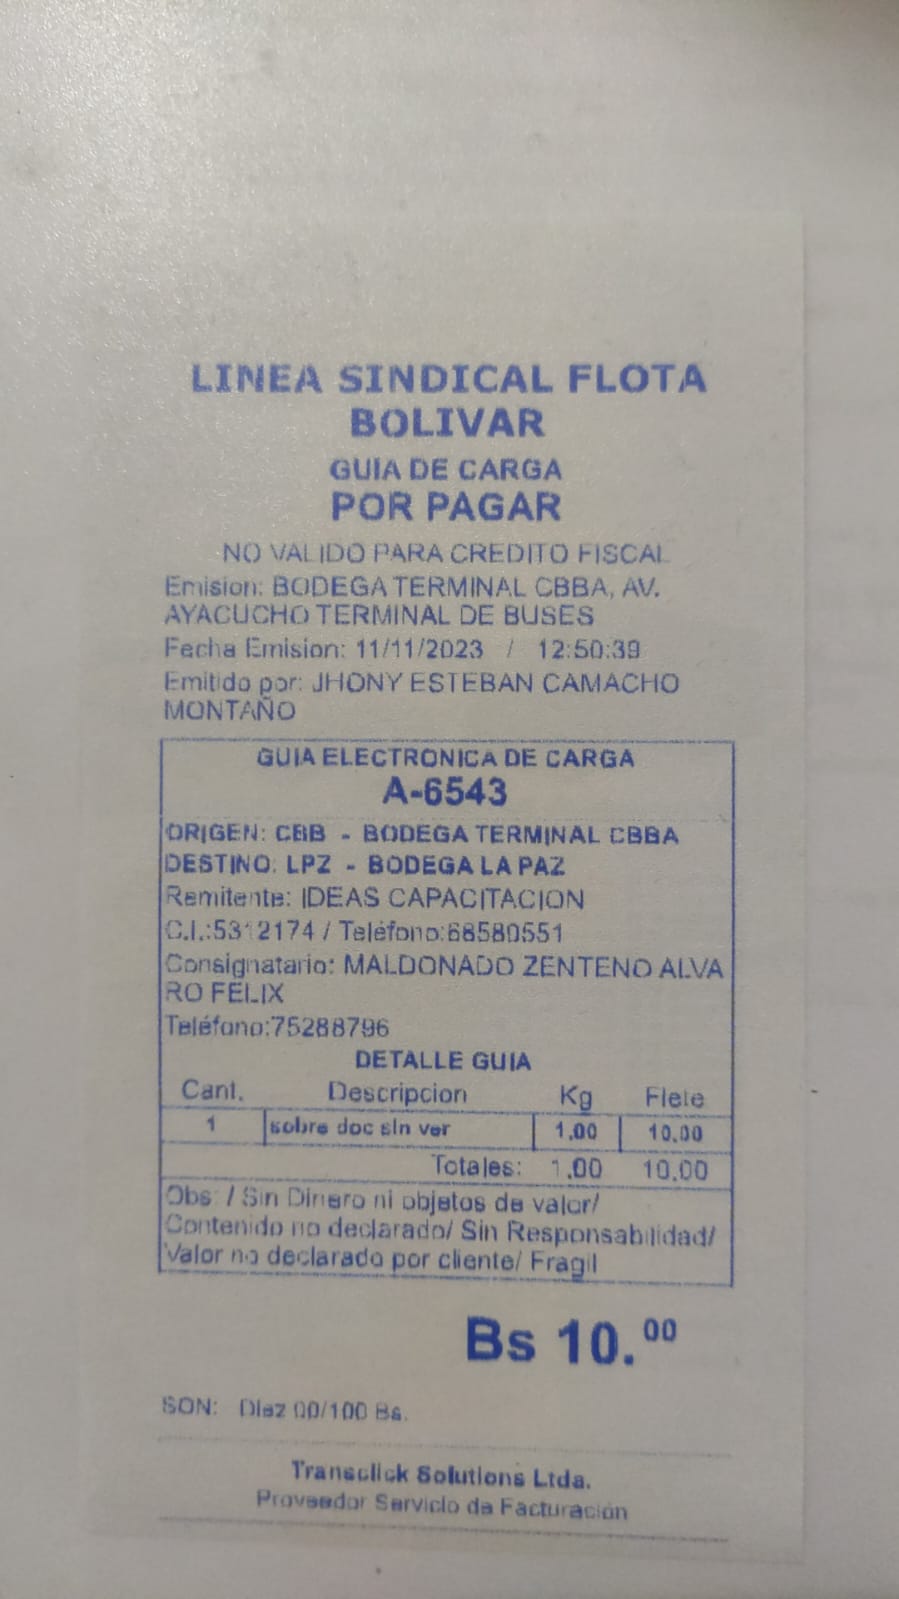 LINEA SINDICAL FLOTA
BOLIVAR
GUIA DE CARGA
POR PAGAR
NO VALIDO PARA CREDITO FISCAL
Emision: BODEGA TERMINAL CBBA, AV.
AYACUCHO TERMINAL DE BUSES
Fecha Emision: 11/11/2023 / 12:50:39
Emitido por: JHONY ESTEBAN CAMACHO
MONTAÑO
GUIA ELECTRONICA DE CARGA
A-6543
ORIGEN: CBB - BODEGA TERMINAL CBBA
DESTINO: LPZ - BODEGA LA PAZ
Remitente: IDEAS CAPACITACION
C.I.:5312174 / Teléfono:68580551
Consignatario: MALDONADO ZENTENO ALVA
RO FELIX
Teléfono:75288796
DETALLE GUIA
Cant. Descripcion Kg Flete
1 sobre doc sin ver 1.00 10.00
Totales: 1.00 10.00
Obs: / Sin Dinero ni objetos de valor/
Contenido no declarado/ Sin Responsabilidad/
Valor no declarado por cliente/ Fragil
Bs 10.00
SON: Diez 00/100 Bs.
Transclick Solutions Ltda.
Proveedor Servicio de Facturación